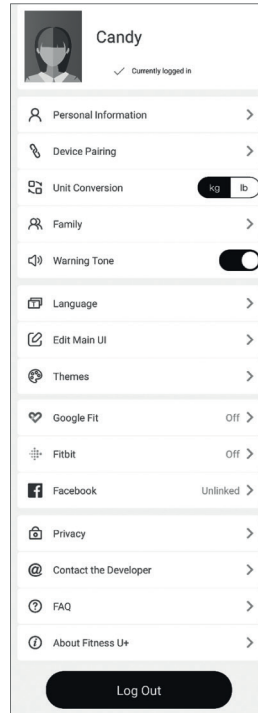 Candy
Currently logged in
Personal Information
Device Pairing
Unit Conversion kg lb
Family
Warning Tone
Language
Edit Main UI
Themes
Google Fit Off
Fitbit Off
Facebook Unlinked
Privacy
Contact the Developer
FAQ
About Fitness U+
Log Out